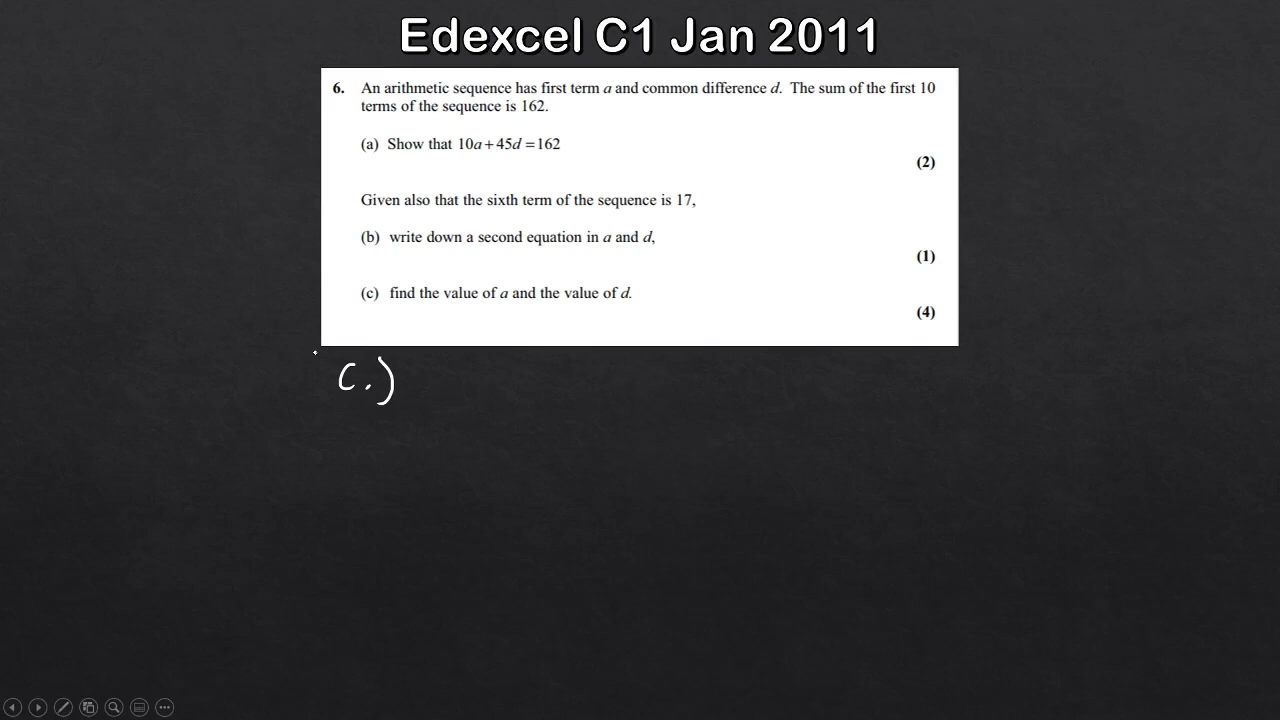 Edexcel C1 Jan 2011
6. An arithmetic sequence has first term a and common difference d. The sum of the first 10
terms of the sequence is 162.
(a) Show that 10a + 45d = 162
(2)
Given also that the sixth term of the sequence is 17,
(b) write down a second equation in a and d,
(1)
(c) find the value of a and the value of d.
(4)
C.)